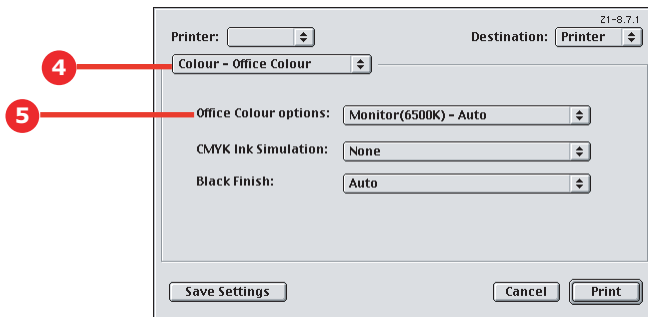 Z1-8.7.1
Printer: Destination: Printer
4 Colour - Office Colour
5 Office Colour options: Monitor(6500K) - Auto
CMYK Ink Simulation: None
Black Finish: Auto
Save Settings Cancel Print